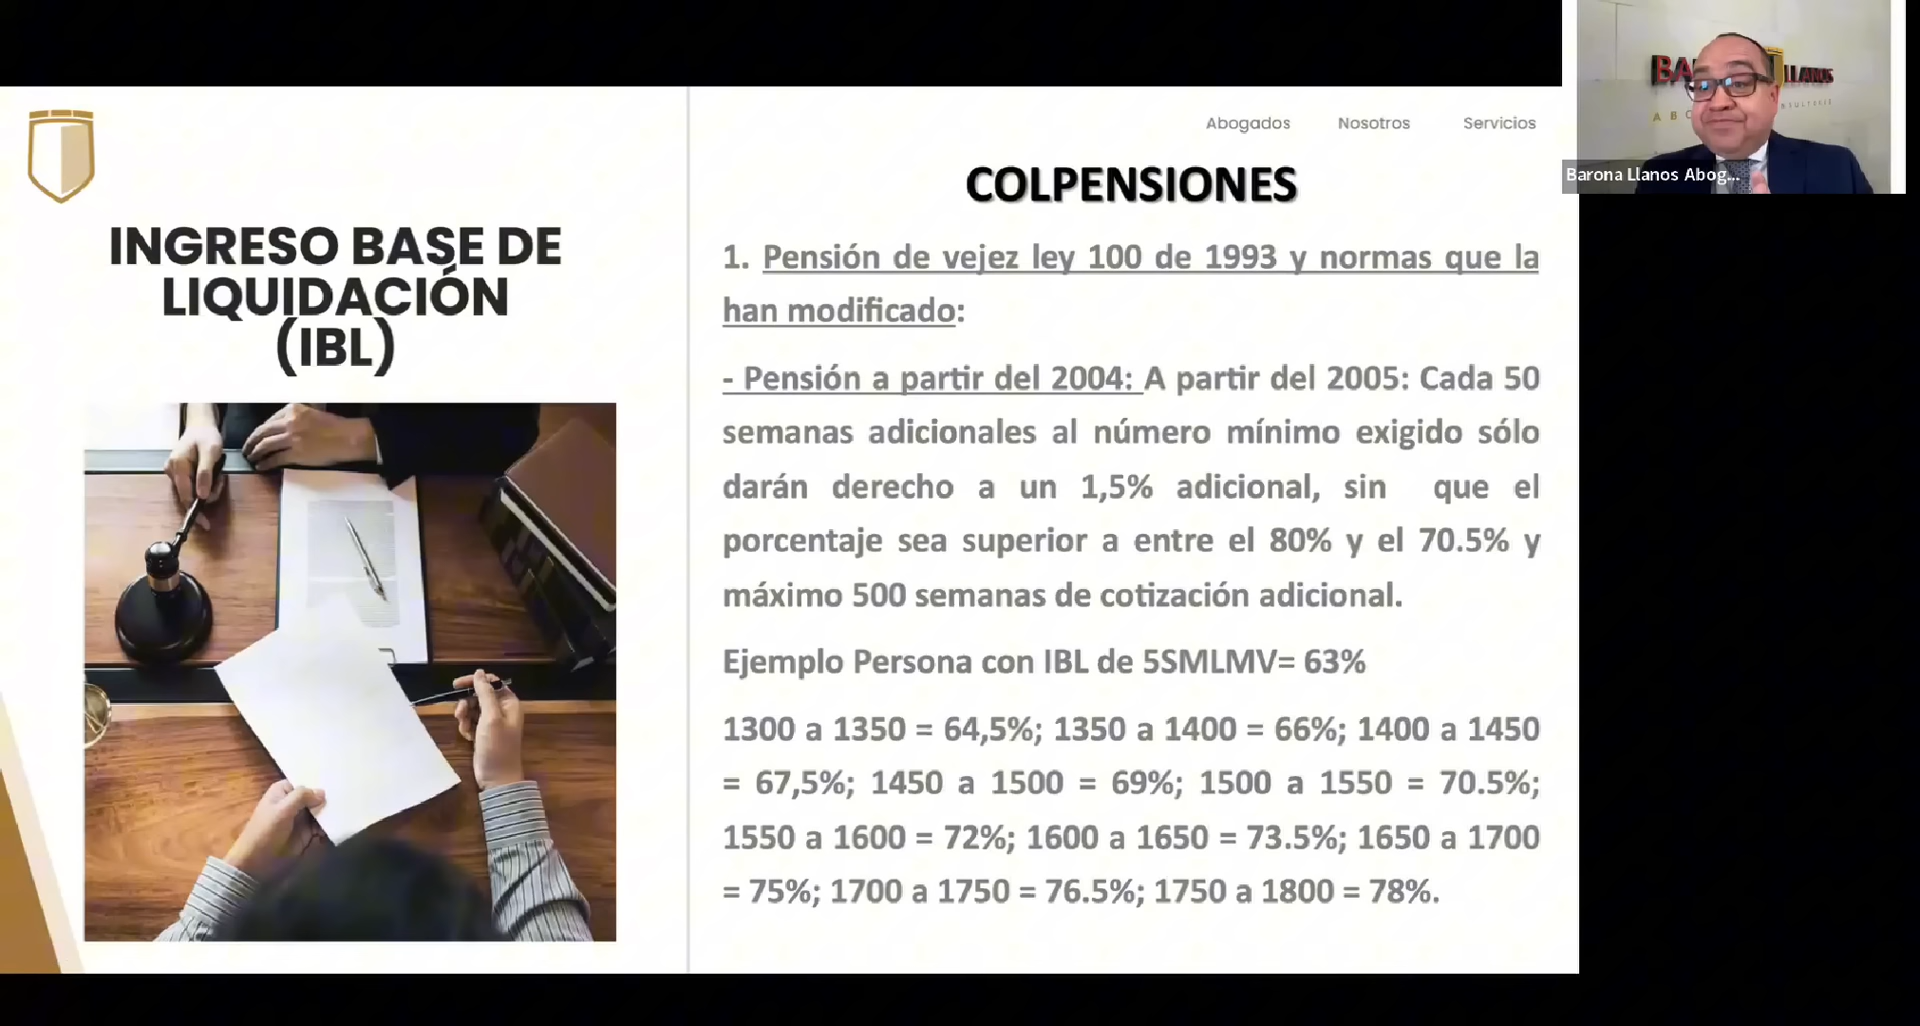 INGRESO BASE DE
LIQUIDACIÓN
(IBL)
Abogados Nosotros Servicios
COLPENSIONES
1. Pensión de vejez ley 100 de 1993 y normas que la
han modificado:
- Pensión a partir del 2004: A partir del 2005: Cada 50
semanas adicionales al número mínimo exigido sólo
darán derecho a un 1,5% adicional, sin que el
porcentaje sea superior a entre el 80% y el 70.5% y
máximo 500 semanas de cotización adicional.
Ejemplo Persona con IBL de 5SMLMV= 63%
1300 a 1350 = 64,5%; 1350 a 1400 = 66%; 1400 a 1450
= 67,5%; 1450 a 1500 = 69%; 1500 a 1550 = 70.5%;
1550 a 1600 = 72%; 1600 a 1650 = 73.5%; 1650 a 1700
= 75%; 1700 a 1750 = 76.5%; 1750 a 1800 = 78%.
LLANOS
Barona Llanos Abog...